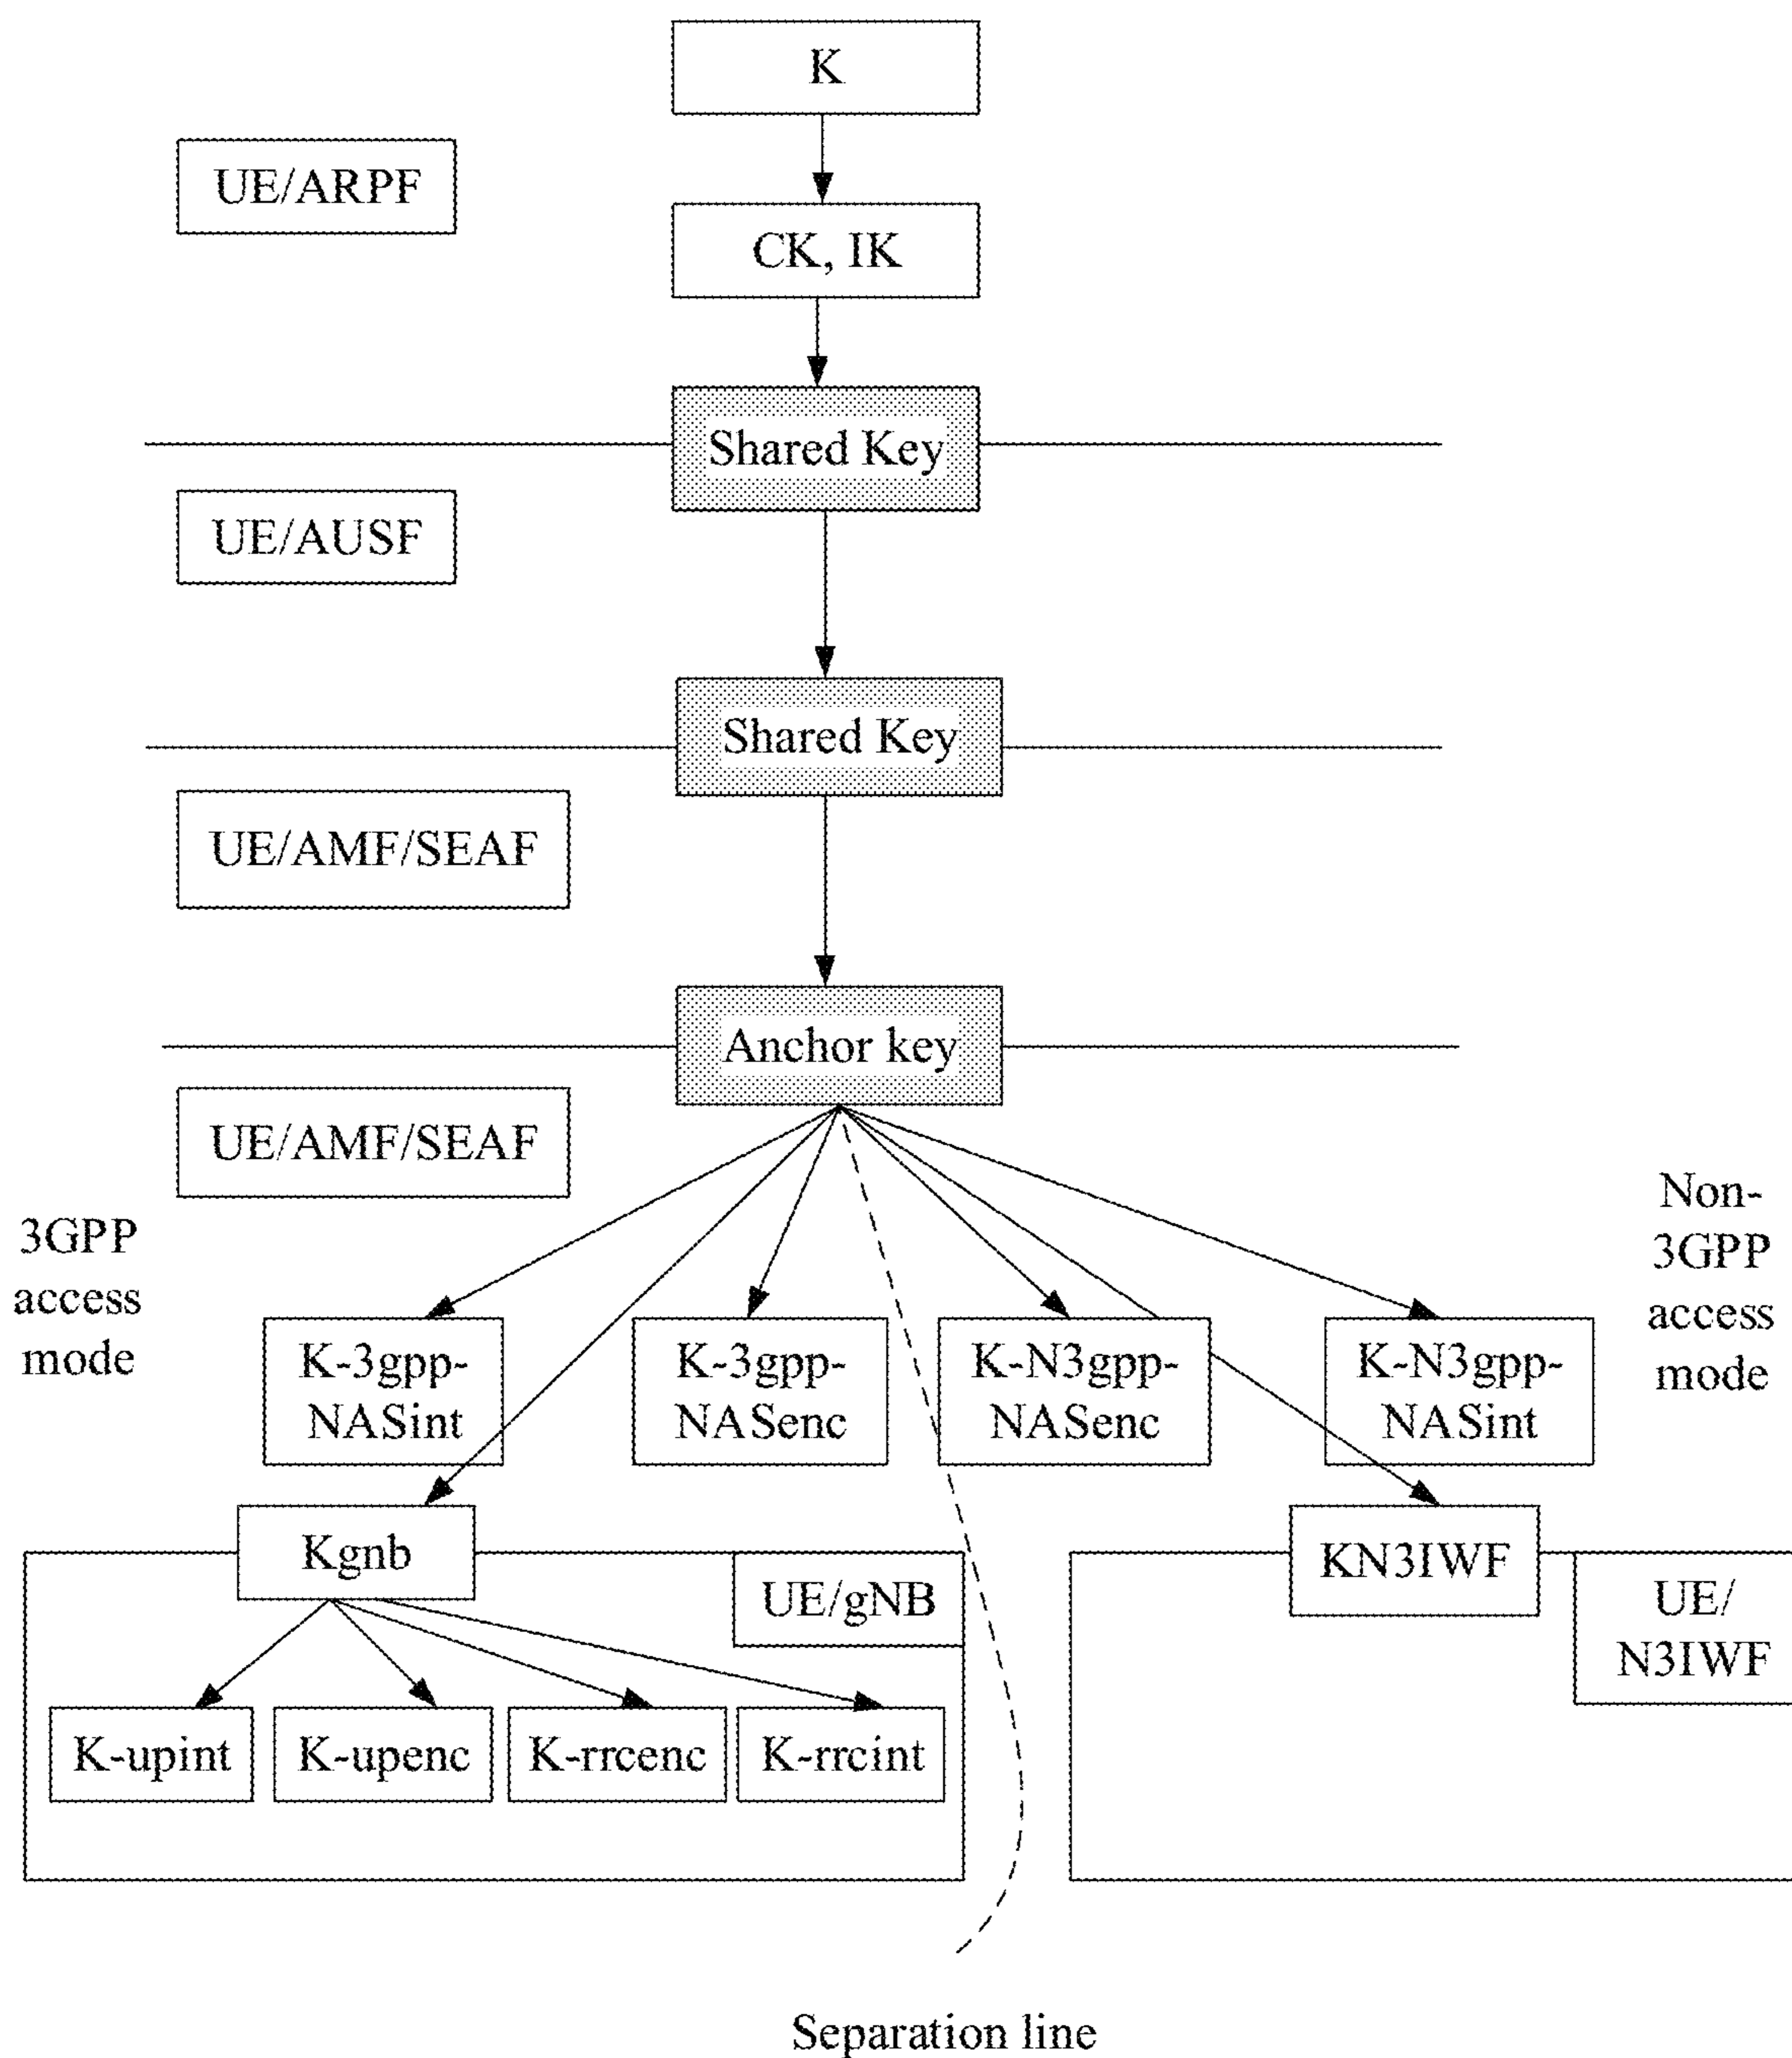 K
UE/ARPF
CK, IK
Shared Key
UE/AUSF
Shared Key
UE/AMF/SEAF
Anchor key
UE/AMF/SEAF
3GPP
access
mode
Non-
3GPP
access
mode
K-3gpp-
NASint
K-3gpp-
NASenc
K-N3gpp-
NASenc
K-N3gpp-
NASint
Kgnb
UE/gNB
KN3IWF
UE/
N3IWF
K-upint
K-upenc
K-rrcenc
K-rrcint
Separation line